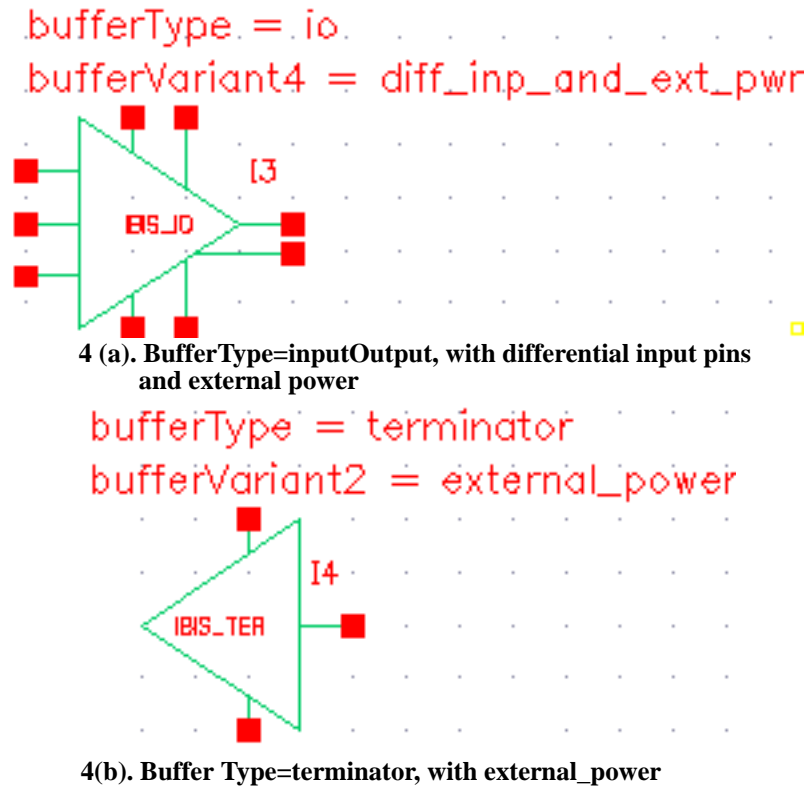 bufferType = io
bufferVariant4 = diff_inp_and_ext_pwr
I3
IBIS_IO
4 (a). BufferType=inputOutput, with differential input pins
and external power
bufferType = terminator
bufferVariant2 = external_power
I4
IBIS_TER
4(b). Buffer Type=terminator, with external_power